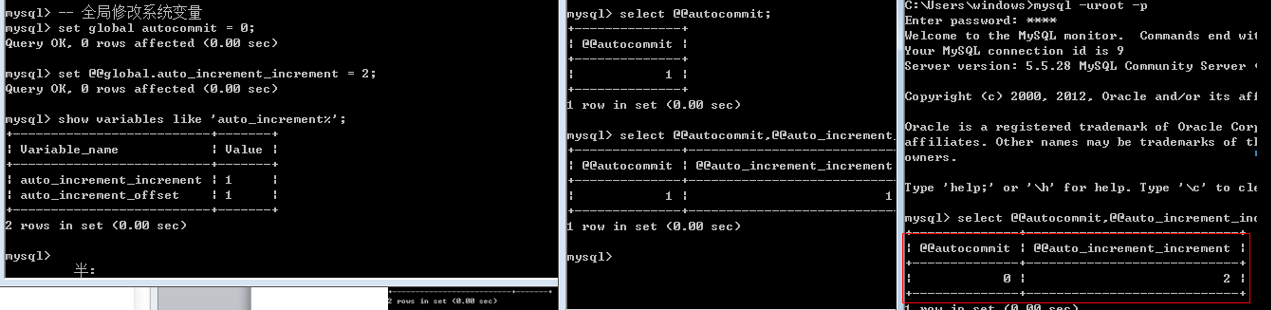 mysql> -- 全局修改系统变量
mysql> set global autocommit = 0;
Query OK, 0 rows affected (0.00 sec)
mysql> set @@global.auto_increment_increment = 2;
Query OK, 0 rows affected (0.00 sec)
mysql> show variables like 'auto_increment%';
+--------------------------+-------+
| Variable_name | Value |
+--------------------------+-------+
| auto_increment_increment | 1 |
| auto_increment_offset | 1 |
+--------------------------+-------+
2 rows in set (0.00 sec)
mysql>
半:
2 rows in set (0.00 sec)
mysql> select @@autocommit;
+--------------+
| @@autocommit |
+--------------+
| 1 |
+--------------+
1 row in set (0.00 sec)
mysql> select @@autocommit,@@auto_increment_
| @@autocommit | @@auto_increment_increment
| 1 | 1
1 row in set (0.00 sec)
mysql>
C:\Users\windows>mysql -uroot -p
Enter password: ****
Welcome to the MySQL monitor. Commands end wit
Your MySQL connection id is 9
Server version: 5.5.28 MySQL Community Server
Copyright (c) 2000, 2012, Oracle and/or its aff
Oracle is a registered trademark of Oracle Corp
affiliates. Other names may be trademarks of th
owners.
Type 'help;' or '\h' for help. Type '\c' to cle
mysql> select @@autocommit,@@auto_increment_inc
+--------------+----------------------------+
| @@autocommit | @@auto_increment_increment |
+--------------+----------------------------+
| 0 | 2 |
+--------------+----------------------------+
1 row in set (0.00 sec)